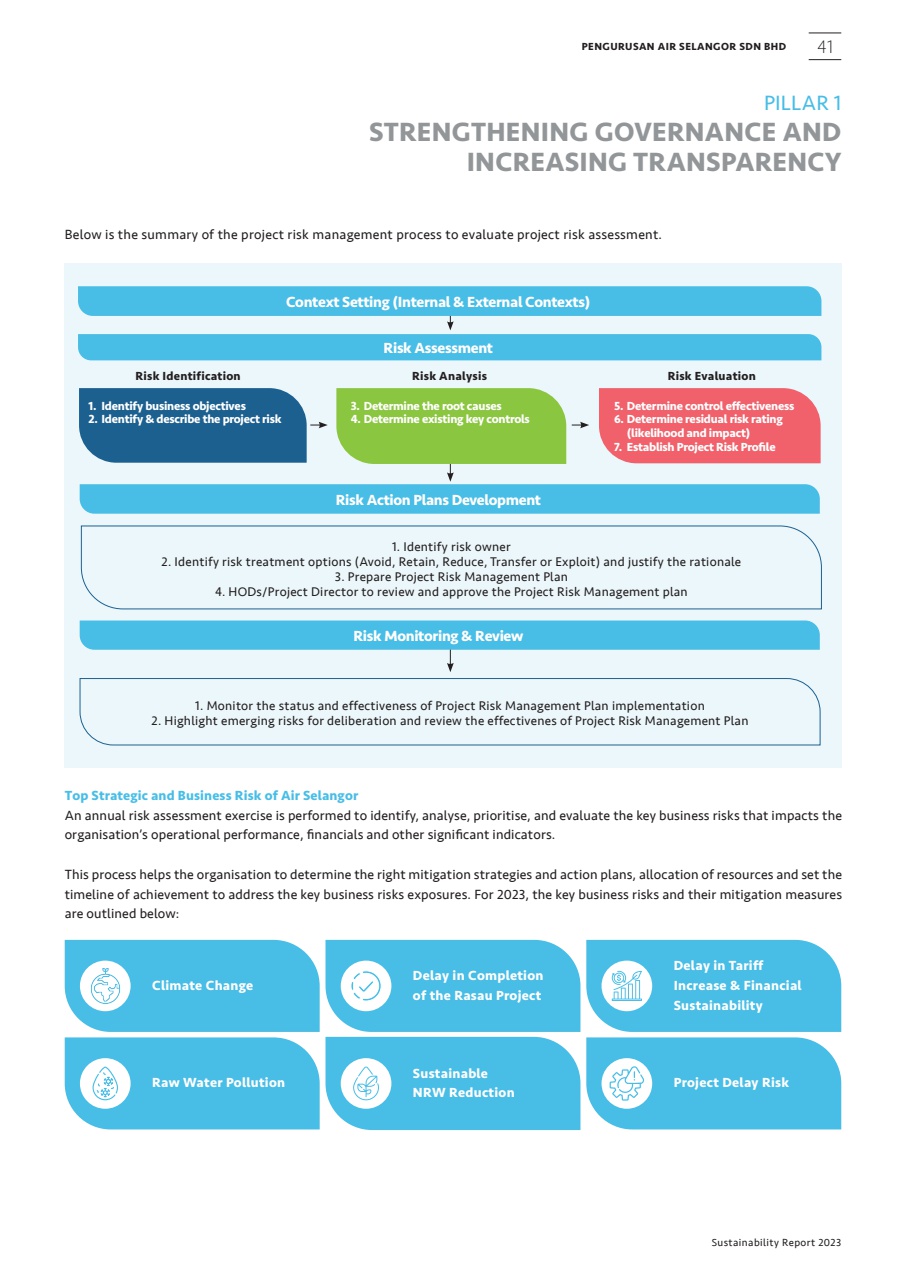 PENGURUSAN AIR SELANGOR SDN BHD 41
PILLAR 1
STRENGTHENING GOVERNANCE AND
INCREASING TRANSPARENCY
Below is the summary of the project risk management process to evaluate project risk assessment.
Context Setting (Internal & External Contexts)
Risk Assessment
Risk Identification
1. Identify business objectives
2. Identify & describe the project risk
Risk Analysis
3. Determine the root causes
4. Determine existing key controls
Risk Evaluation
5. Determine control effectiveness
6. Determine residual risk rating
(likelihood and impact)
7. Establish Project Risk Profile
Risk Action Plans Development
1. Identify risk owner
2. Identify risk treatment options (Avoid, Retain, Reduce, Transfer or Exploit) and justify the rationale
3. Prepare Project Risk Management Plan
4. HODs/Project Director to review and approve the Project Risk Management plan
Risk Monitoring & Review
1. Monitor the status and effectiveness of Project Risk Management Plan implementation
2. Highlight emerging risks for deliberation and review the effectivenes of Project Risk Management Plan
Top Strategic and Business Risk of Air Selangor
An annual risk assessment exercise is performed to identify, analyse, prioritise, and evaluate the key business risks that impacts the
organisation's operational performance, financials and other significant indicators.
This process helps the organisation to determine the right mitigation strategies and action plans, allocation of resources and set the
timeline of achievement to address the key business risks exposures. For 2023, the key business risks and their mitigation measures
are outlined below:
Climate Change
Delay in Completion
of the Rasau Project
Delay in Tariff
Increase & Financial
Sustainability
Raw Water Pollution
Sustainable
NRW Reduction
Project Delay Risk
Sustainability Report 2023